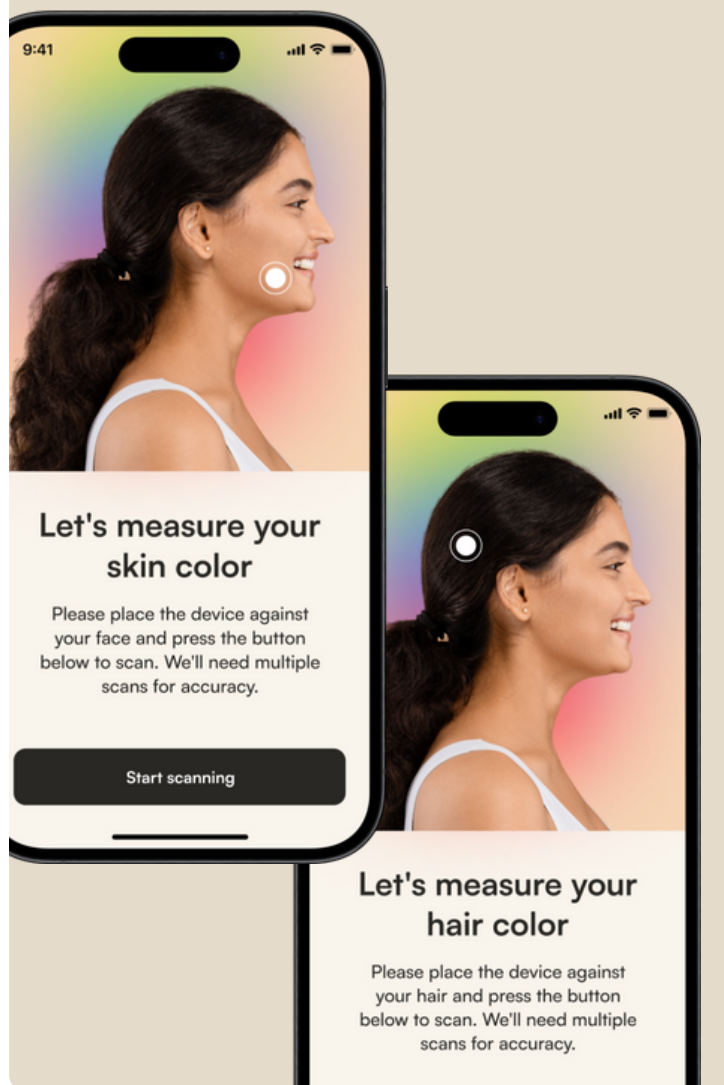 9:41
Let's measure your
skin color
Please place the device against
your face and press the button
below to scan. We'll need multiple
scans for accuracy.
Start scanning
Let's measure your
hair color
Please place the device against
your hair and press the button
below to scan. We'll need multiple
scans for accuracy.